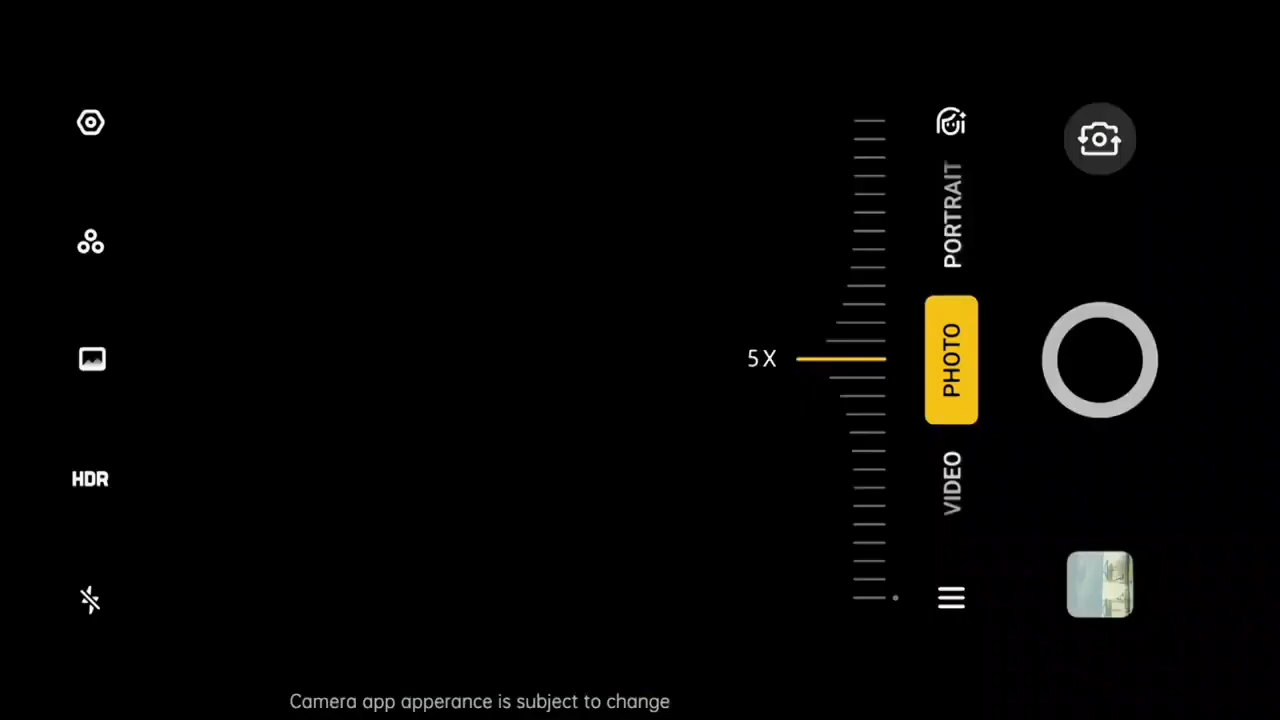 PORTRAIT
5X
PHOTO
VIDEO
HDR
Camera app apperance is subject to change